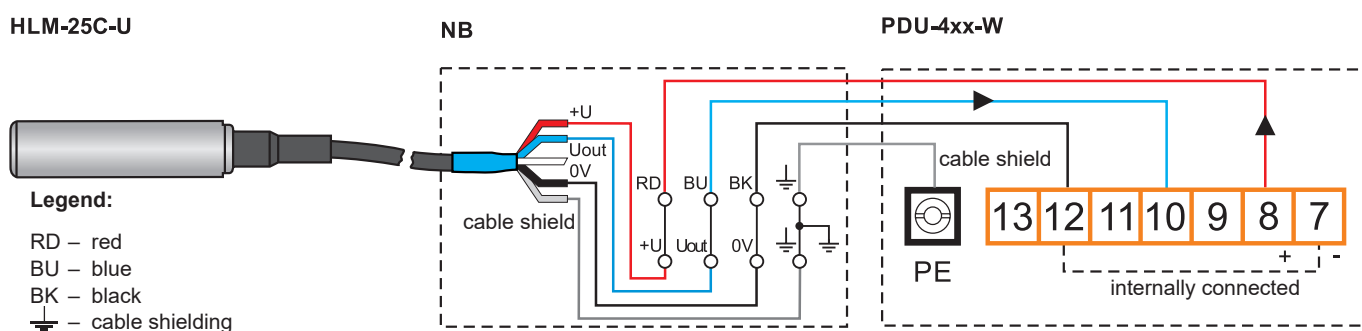 HLM-25C-U
NB
PDU-4xx-W
+U
Uout
0V
cable shield
RD
BU
BK
+U
Uout
0V
cable shield
PE
13
12
11
10
9
8
7
+
-
internally connected
Legend:
RD – red
BU – blue
BK – black
– cable shielding